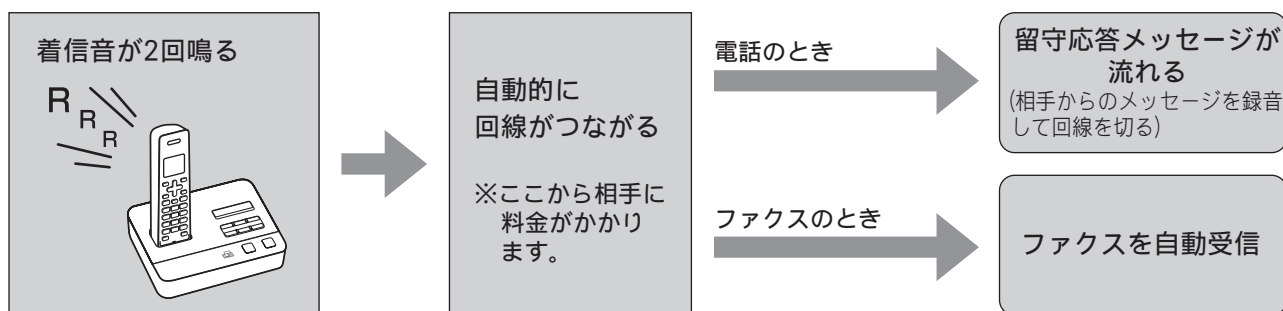 着信音が2回鳴る
R
R
R
自動的に
回線がつながる
※ここから相手に
料金がかかり
ます。
電話のとき
留守応答メッセージが
流れる
(相手からのメッセージを録音
して回線を切る)
ファクスのとき
ファクスを自動受信